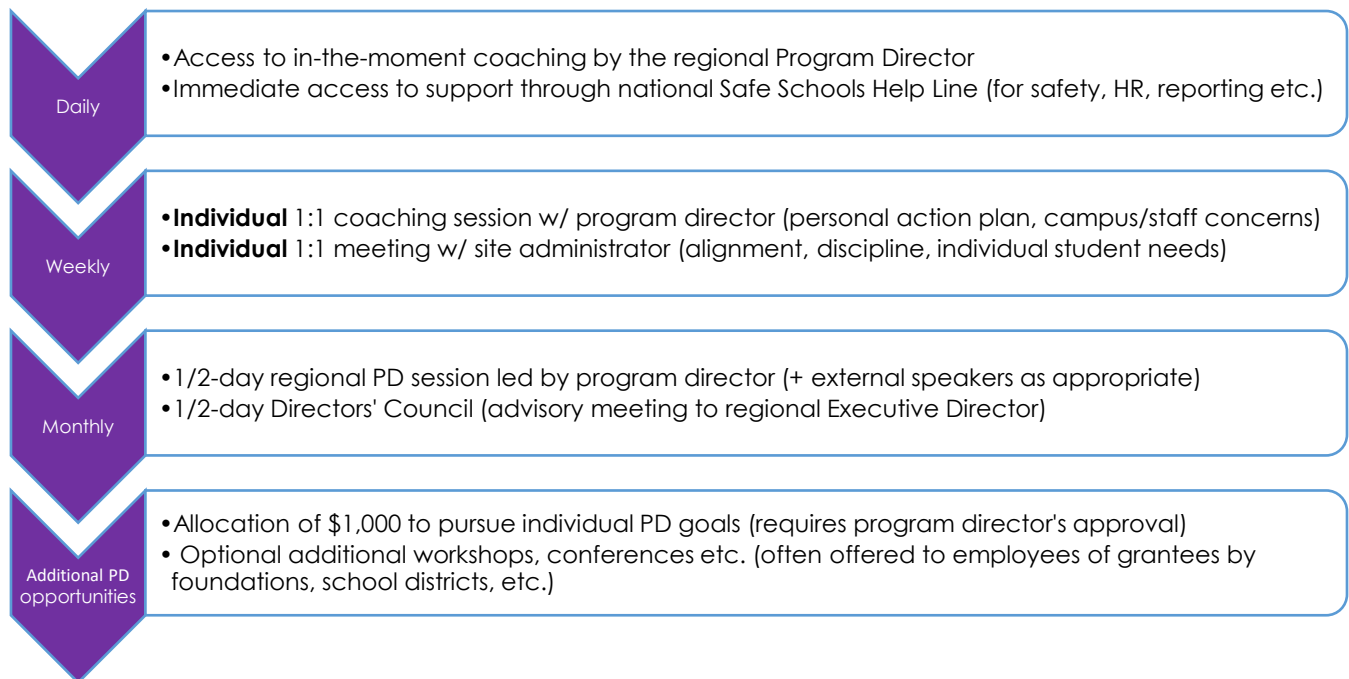 Daily
•Access to in-the-moment coaching by the regional Program Director
•Immediate access to support through national Safe Schools Help Line (for safety, HR, reporting etc.)
Weekly
•Individual 1:1 coaching session w/ program director (personal action plan, campus/staff concerns)
•Individual 1:1 meeting w/ site administrator (alignment, discipline, individual student needs)
Monthly
•1/2-day regional PD session led by program director (+ external speakers as appropriate)
•1/2-day Directors' Council (advisory meeting to regional Executive Director)
Additional PD
opportunities
•Allocation of $1,000 to pursue individual PD goals (requires program director's approval)
• Optional additional workshops, conferences etc. (often offered to employees of grantees by
foundations, school districts, etc.)